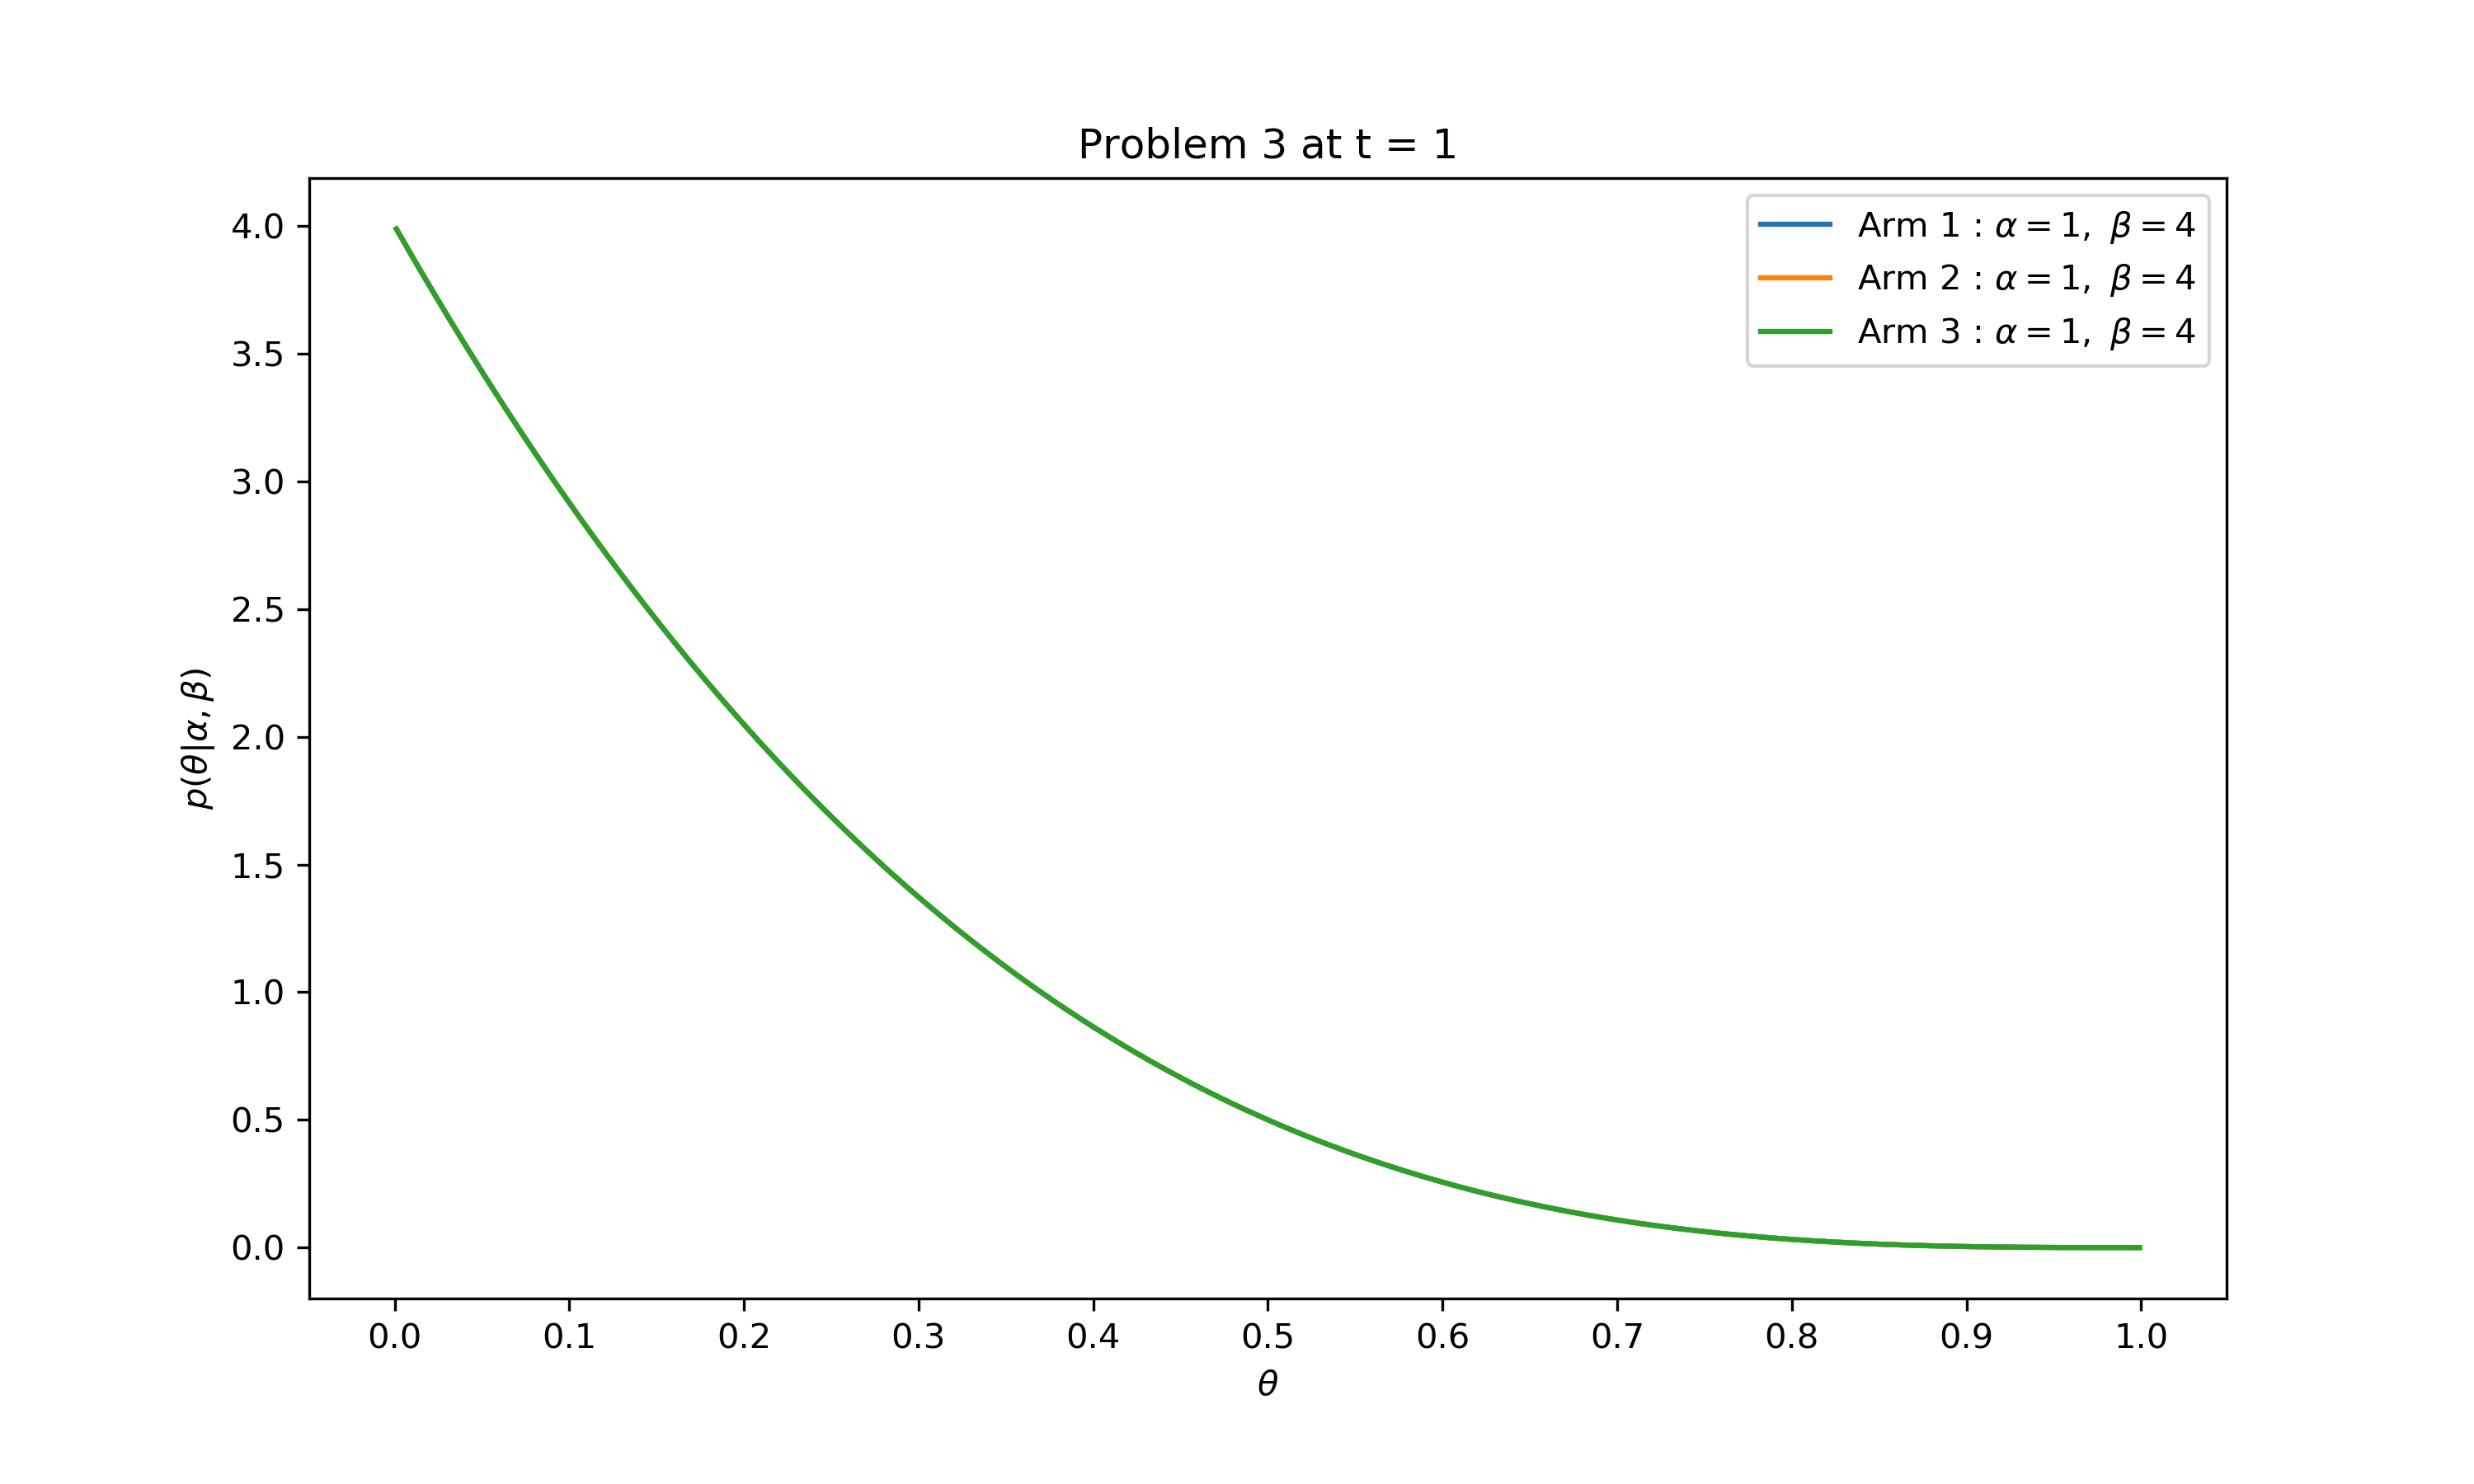 Problem 3 at t = 1
Arm 1 : α = 1, β = 4
Arm 2 : α = 1, β = 4
Arm 3 : α = 1, β = 4
4.0
3.5
3.0
2.5
2.0
1.5
1.0
0.5
0.0
p(θ|α, β)
0.0 0.1 0.2 0.3 0.4 0.5 0.6 0.7 0.8 0.9 1.0
θ